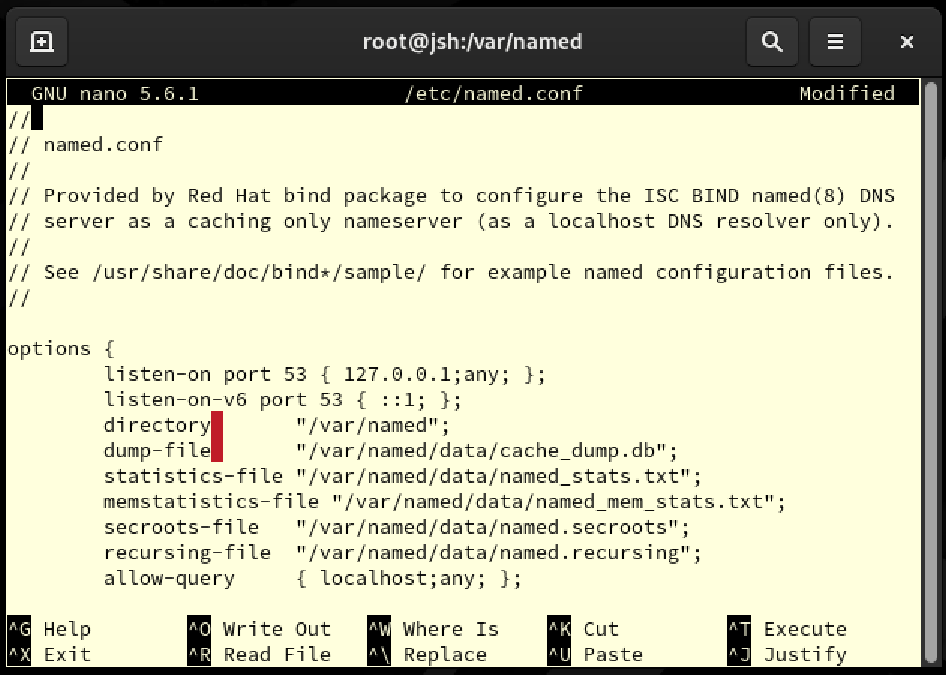 root@jsh:/var/named
GNU nano 5.6.1 /etc/named.conf Modified
//
// named.conf
//
// Provided by Red Hat bind package to configure the ISC BIND named(8) DNS
// server as a caching only nameserver (as a localhost DNS resolver only).
//
// See /usr/share/doc/bind*/sample/ for example named configuration files.
//
options {
listen-on port 53 { 127.0.0.1;any; };
listen-on-v6 port 53 { ::1; };
directory "/var/named";
dump-file "/var/named/data/cache_dump.db";
statistics-file "/var/named/data/named_stats.txt";
memstatistics-file "/var/named/data/named_mem_stats.txt";
secroots-file "/var/named/data/named.secroots";
recursing-file "/var/named/data/named.recursing";
allow-query { localhost;any; };
^G Help ^O Write Out ^W Where Is ^K Cut ^T Execute
^X Exit ^R Read File ^\ Replace ^U Paste ^J Justify